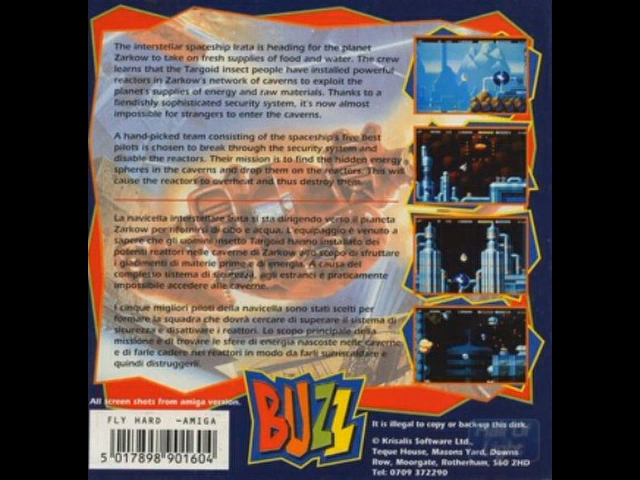 The interstellar spaceship Irata is heading for the planet
Zarkow to take on fresh supplies of food and water. The crew
learns that the Targoid insect people have installed powerful
reactors in Zarkow's network of caverns to exploit the
planet's supplies of energy and raw materials. Thanks to a
fiendishly sophisticated security system, it's now almost
impossible for strangers to enter the caverns.
A hand-picked team consisting of the spaceship's five best
pilots is chosen to break through the security system and
disable the reactors. Their mission is to find the hidden energy
spheres in the caverns and drop them on the reactors. This will
cause the reactors to overheat and thus destroy them.
La navicella interstellare Irata si sta dirigendo verso il pianeta
Zarkow per rifornirsi di cibo e acqua. L'equipaggio è venuto a
sapere che gli uomini insetto Targoid hanno installato dei
potenti reattori nelle caverne di Zarkow allo scopo di sfruttare
i giacimenti di materie prime e di energia. A causa del
complesso sistema di sicurezza, agli estranei è praticamente
impossibile accedere alle caverne.
I cinque migliori piloti della navicella sono stati scelti per
formare la squadra che dovrà cercare di superare il sistema di
sicurezza e disattivare i reattori. Lo scopo principale della
missione è di trovare le sfere di energia nascoste nelle caverne
e di farle cadere nei reattori in modo da farli surriscaldare e
quindi distruggerli.
All screen shots from amiga version.
FLY HARD -AMIGA
5 017898 901604
BUZZ
It is illegal to copy or back-up this disk.
© Krisalis Software Ltd.,
Teque House, Masons Yard, Downs
Row, Moorgate, Rotherham, S60 2HD
Tel: 0709 372290